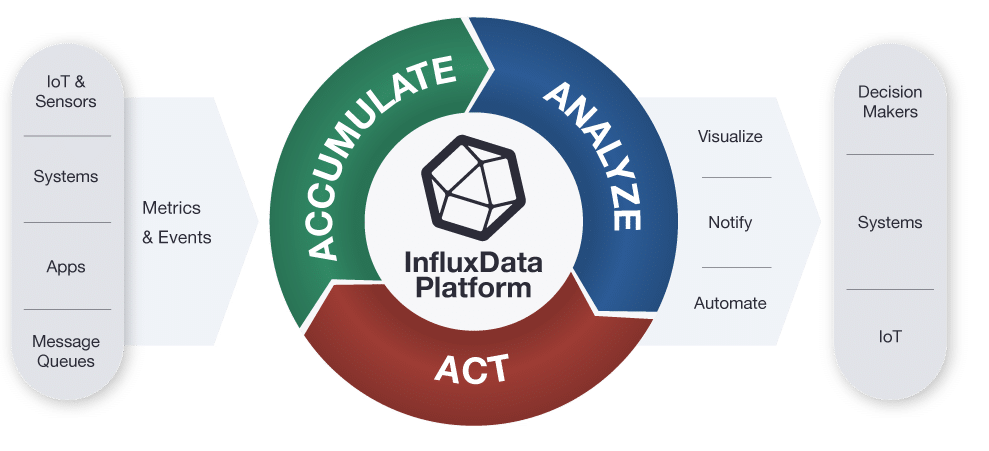 IoT &
Sensors
Systems
Apps
Message
Queues
Metrics
& Events
ACCUMULATE
ANALYZE
ACT
InfluxData
Platform
Visualize
Notify
Automate
Decision
Makers
Systems
IoT